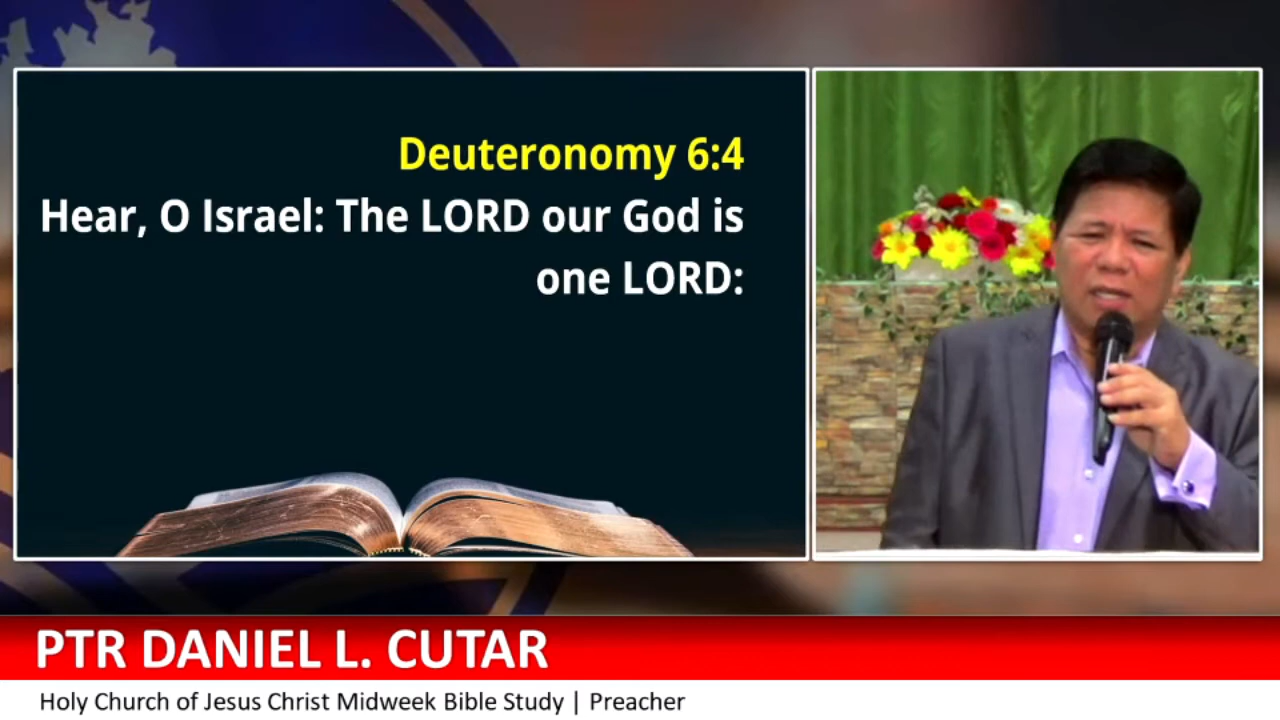 Deuteronomy 6:4
Hear, O Israel: The LORD our God is
one LORD:
PTR DANIEL L. CUTAR
Holy Church of Jesus Christ Midweek Bible Study | Preacher